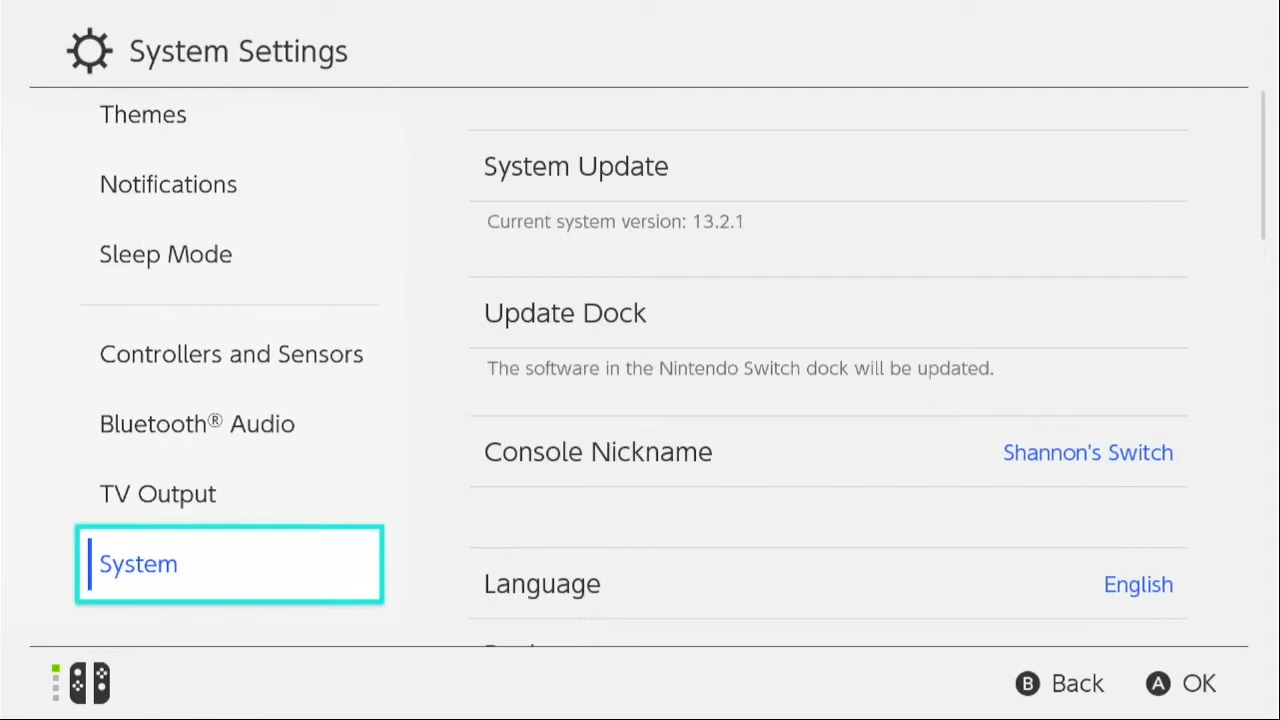 System Settings
Themes
Notifications
Sleep Mode
Controllers and Sensors
Bluetooth® Audio
TV Output
System
System Update
Current system version: 13.2.1
Update Dock
The software in the Nintendo Switch dock will be updated.
Console Nickname Shannon's Switch
Language English
B Back A OK